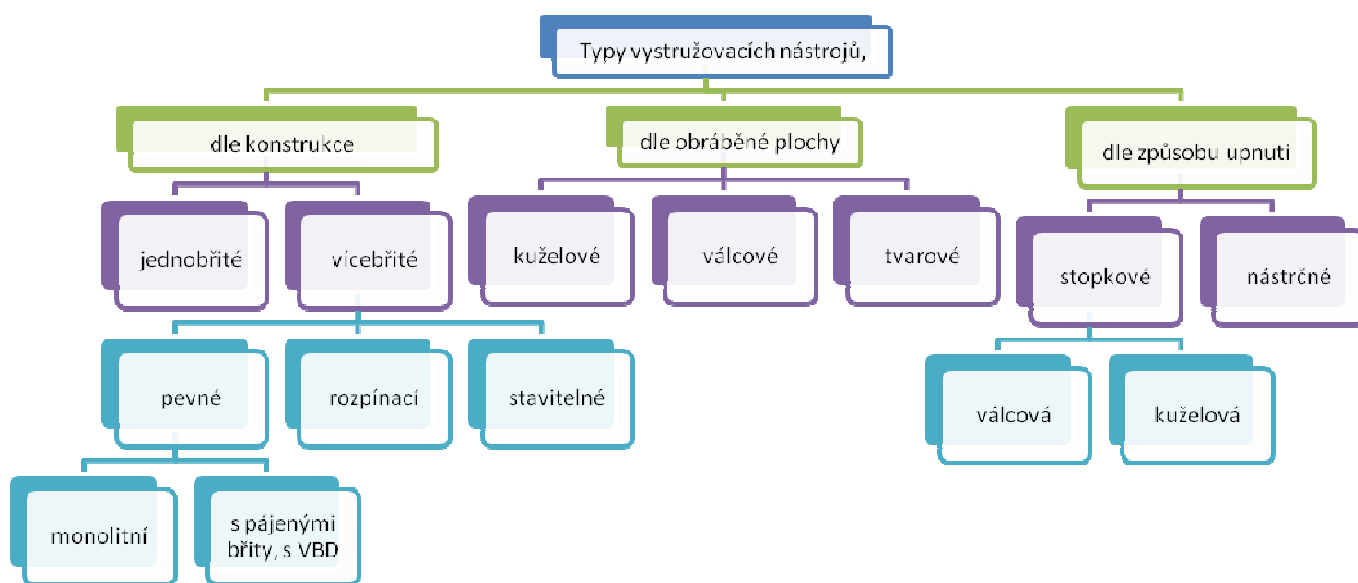 Typy vystružovacích nástrojů,
dle konstrukce
dle obráběné plochy
dle způsobu upnutí
jednobřité
vícebřité
kuželové
válcové
tvarové
stopkové
nástrčné
pevné
rozpínací
stavitelné
válcová
kuželová
monolitní
s pájenými
břity, s VBD